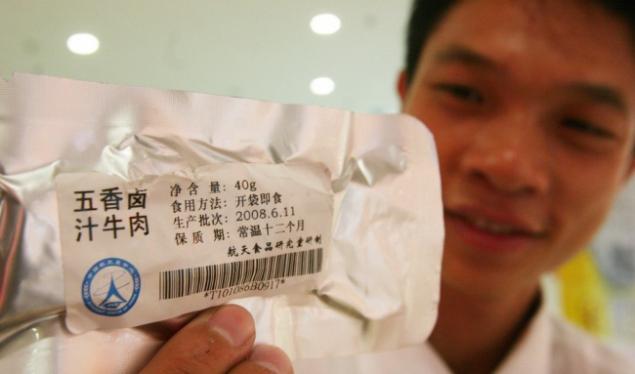 五香卤
汁牛肉
净 含 量: 40g
食用方法: 开袋即食
生产批次: 2008.6.11
保 质 期: 常温十二个月
航天食品研究室研制
*T101086B0917*